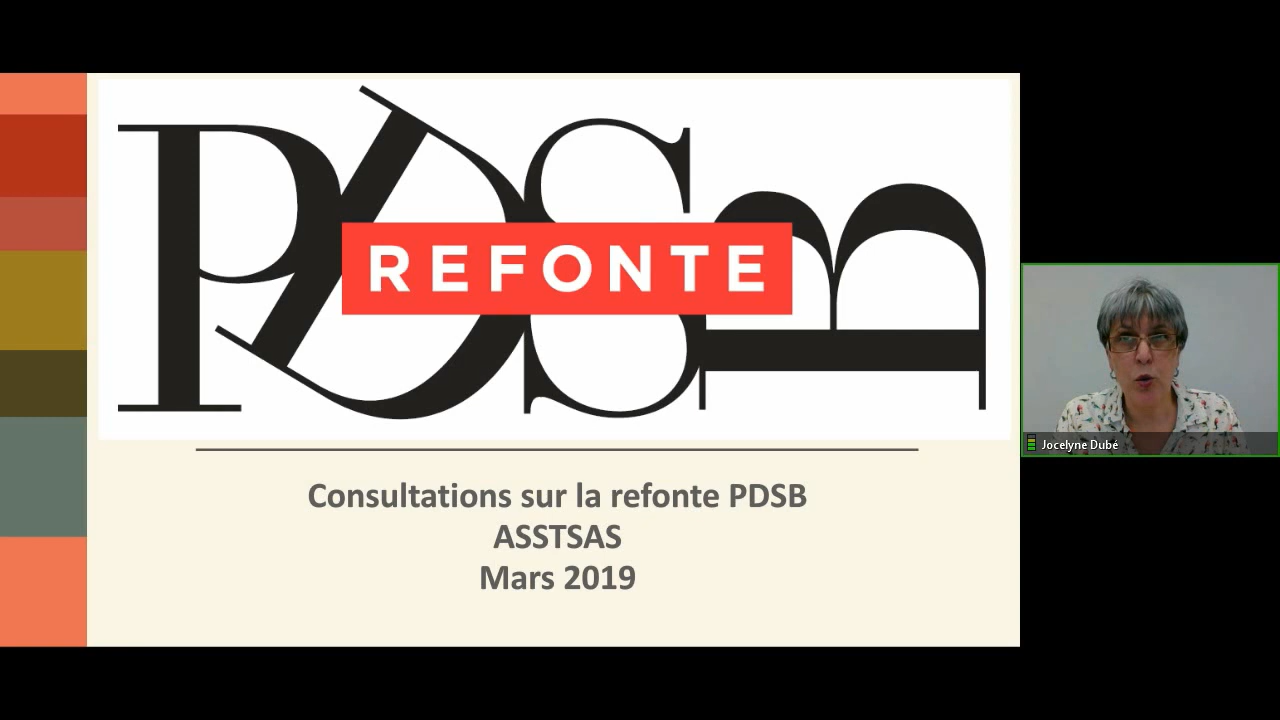 PDSB
REFONTE
Consultations sur la refonte PDSB
ASSTSAS
Mars 2019
Jocelyne Dubé